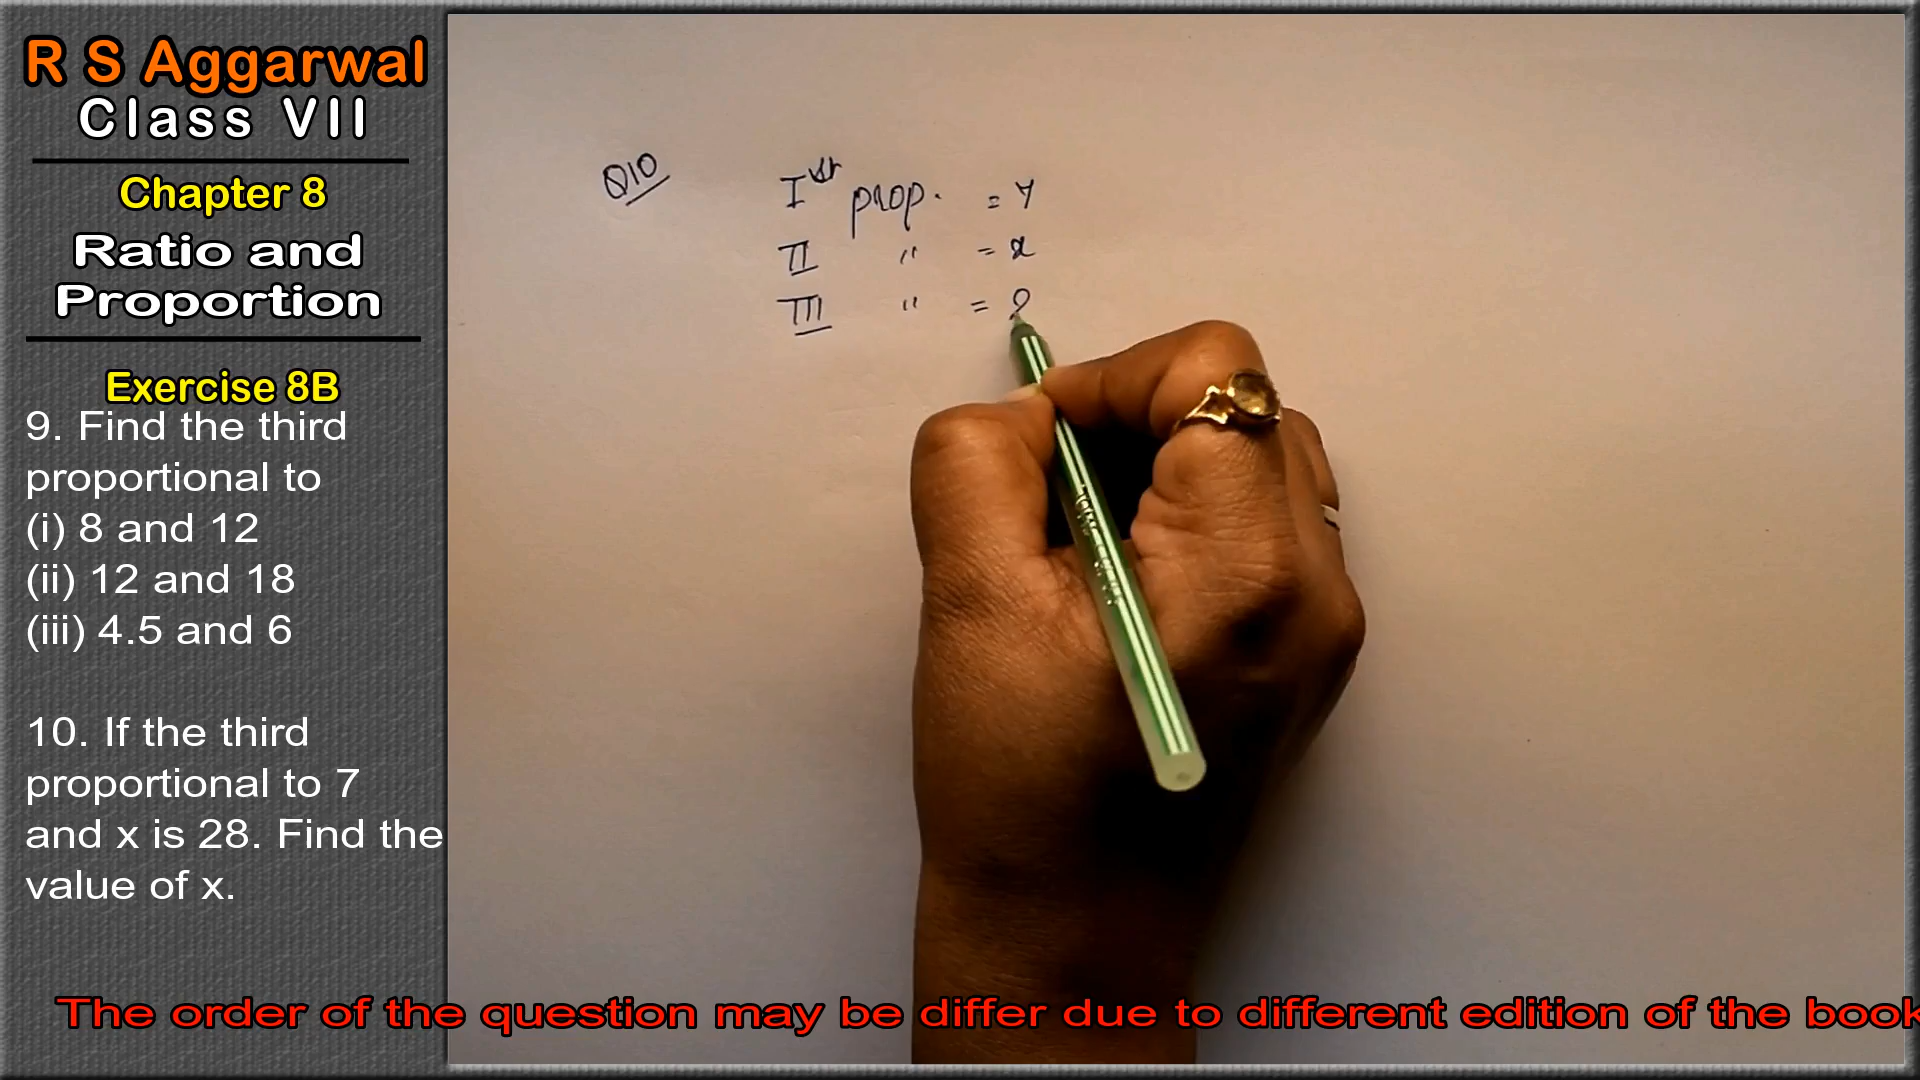 R S Aggarwal
Class VII
Chapter 8
Ratio and
Proportion
Exercise 8B
9. Find the third
proportional to
(i) 8 and 12
(ii) 12 and 18
(iii) 4.5 and 6
10. If the third
proportional to 7
and x is 28. Find the
value of x.
Q10
Ist prop. = 7
II " = x
III " = 2
The order of the question may be differ due to different edition of the book